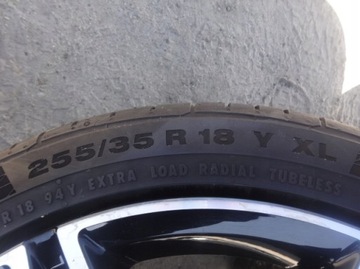 255/35 R 18 Y XL
R 18 94Y EXTRA LOAD RADIAL TUBELESS